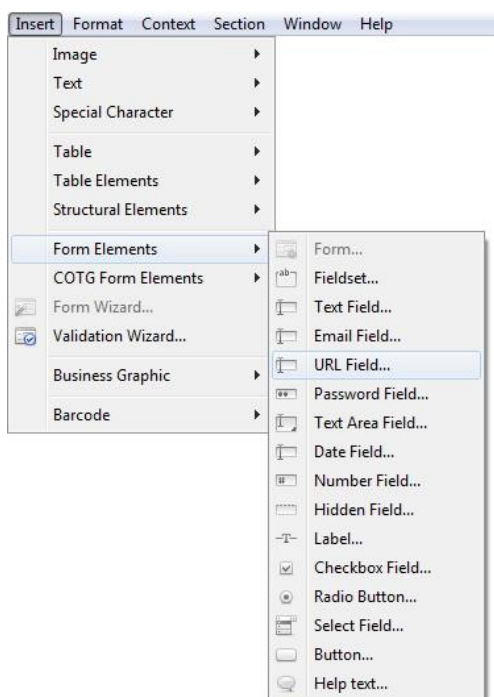 Insert Format Context Section Window Help
Image
Text
Special Character
Table
Table Elements
Structural Elements
Form Elements
COTG Form Elements
Form Wizard...
Validation Wizard...
Business Graphic
Barcode
Form...
Fieldset...
Text Field...
Email Field...
URL Field...
Password Field...
Text Area Field...
Date Field...
Number Field...
Hidden Field...
Label...
Checkbox Field...
Radio Button...
Select Field...
Button...
Help text...